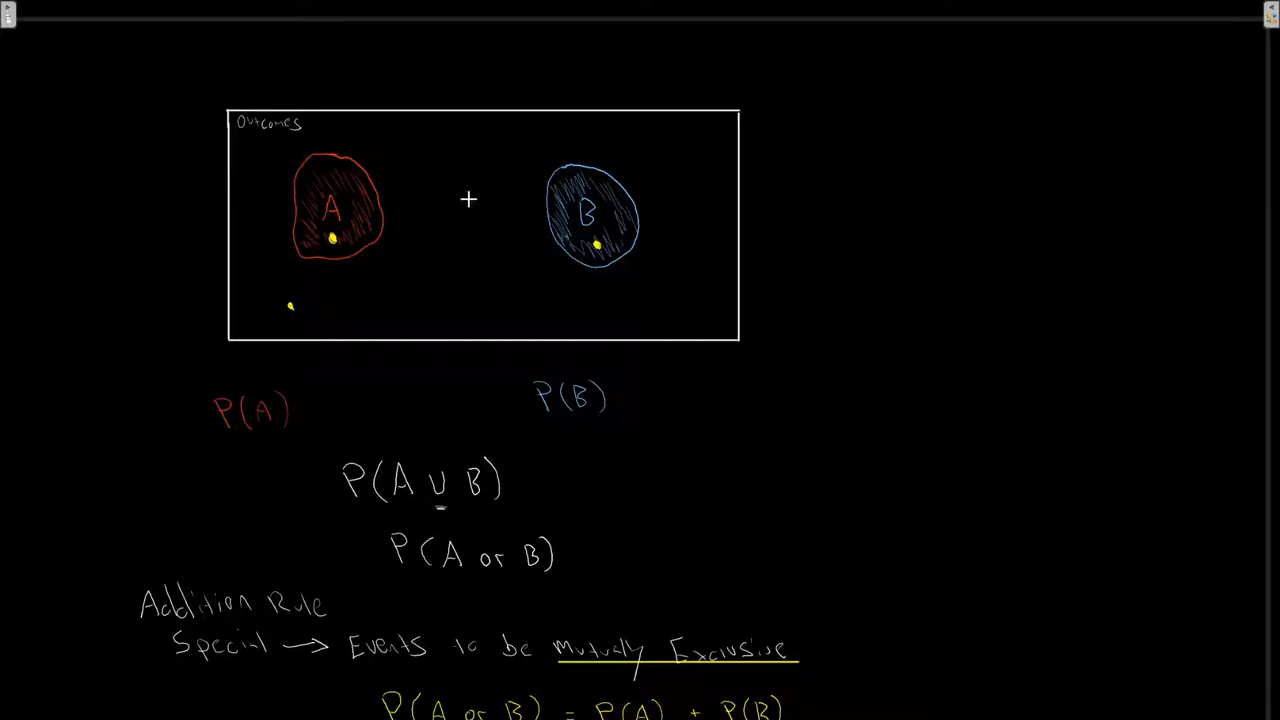 Outcomes
A + B
P(A) P(B)
P(A ∪ B)
P(A or B)
Addition Rule
Special → Events to be Mutually Exclusive
P(A or B) = P(A) + P(B)